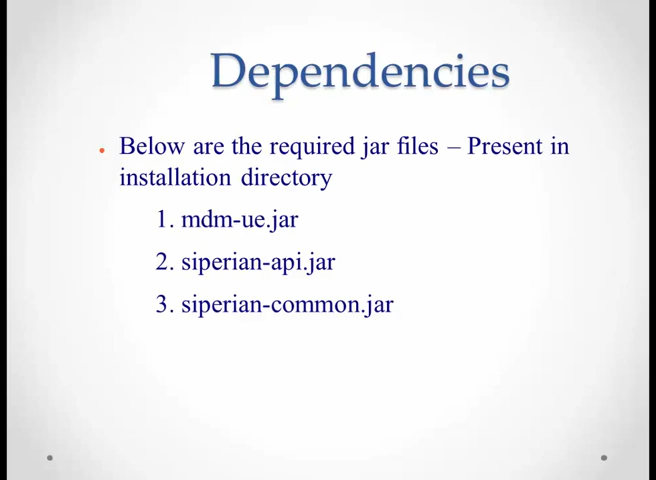 Dependencies
• Below are the required jar files – Present in
installation directory
1. mdm-ue.jar
2. siperian-api.jar
3. siperian-common.jar